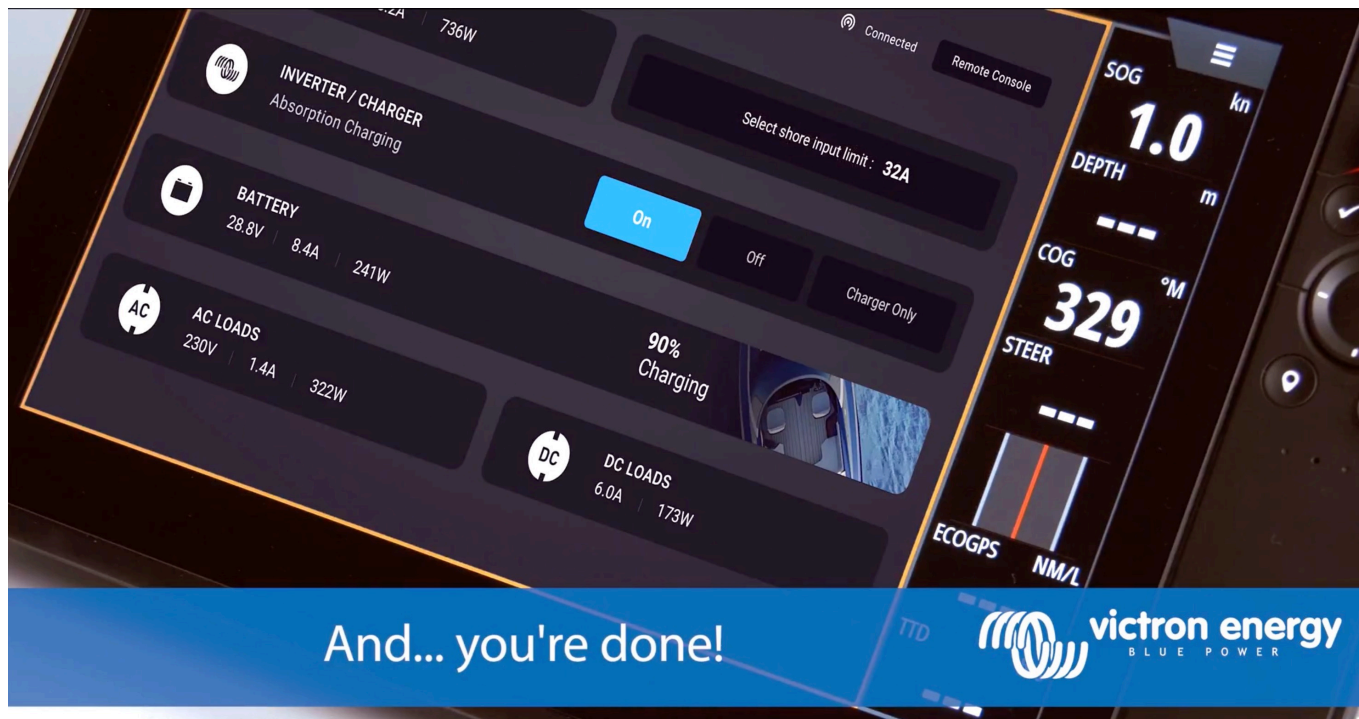 736W
Connected
Remote Console
Select shore input limit : 32A
INVERTER / CHARGER
Absorption Charging
On
Off
Charger Only
BATTERY
28.8V 8.4A 241W
90%
Charging
AC
AC LOADS
230V 1.4A 322W
DC
DC LOADS
6.0A 173W
SOG
kn
1.0
DEPTH
m
---
COG
°M
329
STEER
---
ECOGPS
NM/L
---
TTD
---
And... you're done!
victron energy
BLUE POWER